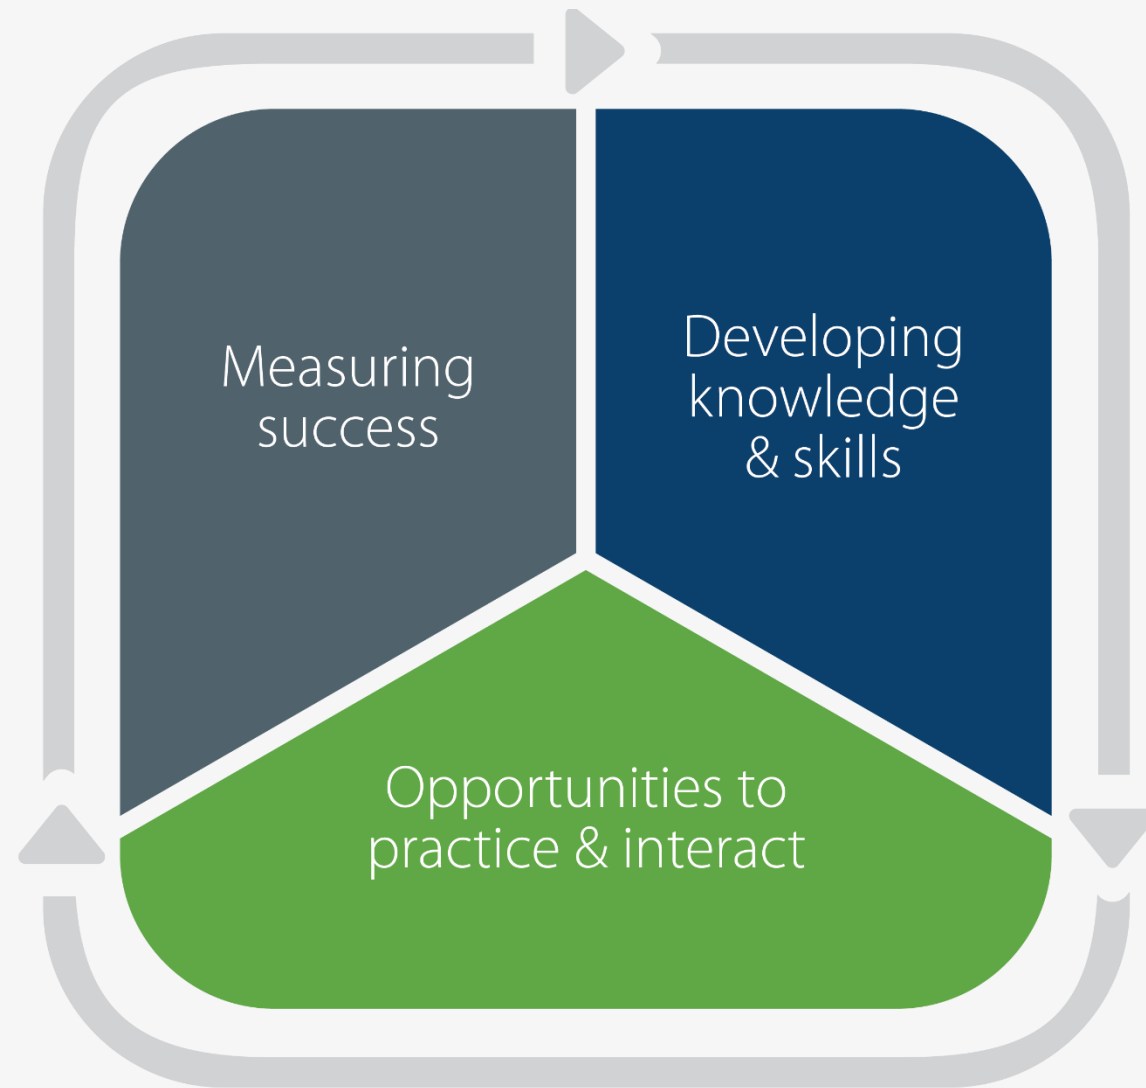 Measuring
success
Developing
knowledge
& skills
Opportunities to
practice & interact